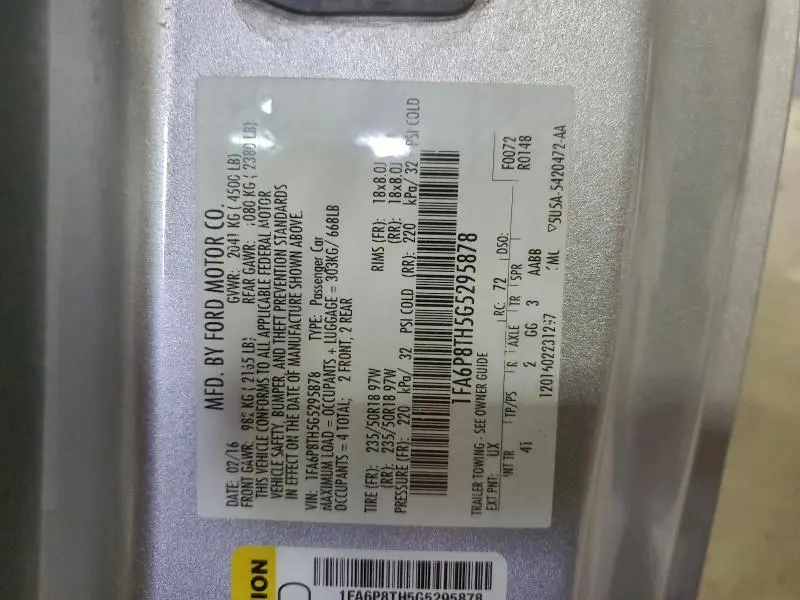 MFD. BY FORD MOTOR CO.
DATE: 02/16 GVWR: 2041 KG ( 4500 LB)
FRONT GAWR: 982 KG ( 2165 LB) REAR GAWR: 1080 KG ( 2380 LB)
THIS VEHICLE CONFORMS TO ALL APPLICABLE FEDERAL MOTOR
VEHICLE SAFETY, BUMPER, AND THEFT PREVENTION STANDARDS
IN EFFECT ON THE DATE OF MANUFACTURE SHOWN ABOVE.
VIN: 1FA6P8TH5G5295878 TYPE: Passenger Car
MAXIMUM LOAD = OCCUPANTS + LUGGAGE = 303KG/ 668LB
OCCUPANTS = 4 TOTAL; 2 FRONT, 2 REAR
TIRE (FR): 235/50R18 97W RIMS (FR): 18x8.0J
(RR): 235/50R18 97W (RR): 18x8.0J
PRESSURE (FR): 220 kPa/ 32 PSI COLD (RR): 220 kPa/ 32 PSI COLD
1FA6P8TH5G5295878
TRAILER TOWING - SEE OWNER GUIDE F0072
EXT PNT: UX RC: 72 DSO: R0148
INT TR TP/PS R AXLE TR SPR
4I 2 GG 3 AABB
▽5U5A-5420472-AA
TION
1FA6P8TH5G5295878